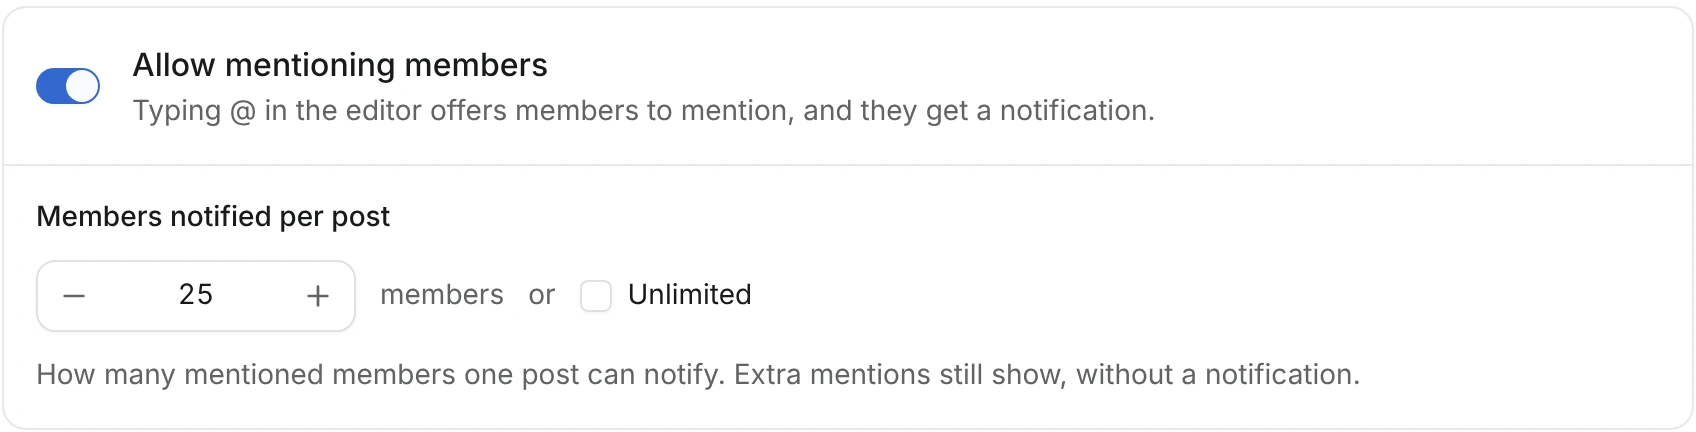 Allow mentioning members
Typing @ in the editor offers members to mention, and they get a notification.
Members notified per post
25 members or Unlimited
How many mentioned members one post can notify. Extra mentions still show, without a notification.